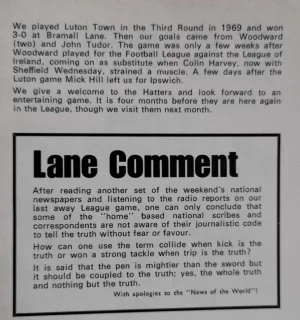 We played Luton Town in the Third Round in 1969 and won
3-0 at Bramall Lane. Then our goals came from Woodward
(two) and John Tudor. The game was only a few weeks after
Woodward played for the Football League against the League of
Ireland, coming on as substitute when Colin Harvey, now with
Sheffield Wednesday, strained a muscle. A few days after the
Luton game Mick Hill left us for Ipswich.
We give a welcome to the Hatters and look forward to an
entertaining game. It is four months before they are here again
in the League, though we visit them next month.
Lane Comment
After reading another set of the weekend's national
newspapers and listening to the radio reports on our
last away League game, one can only conclude that
some of the "home" based national scribes and
correspondents are not aware of their journalistic code
to tell the truth without fear or favour.
How can one use the term collide when kick is the
truth or won a strong tackle when trip is the truth?
It is said that the pen is mightier than the sword but
it should be coupled to the truth; yes, the whole truth
and nothing but the truth.
With apologies to the "News of the World"!